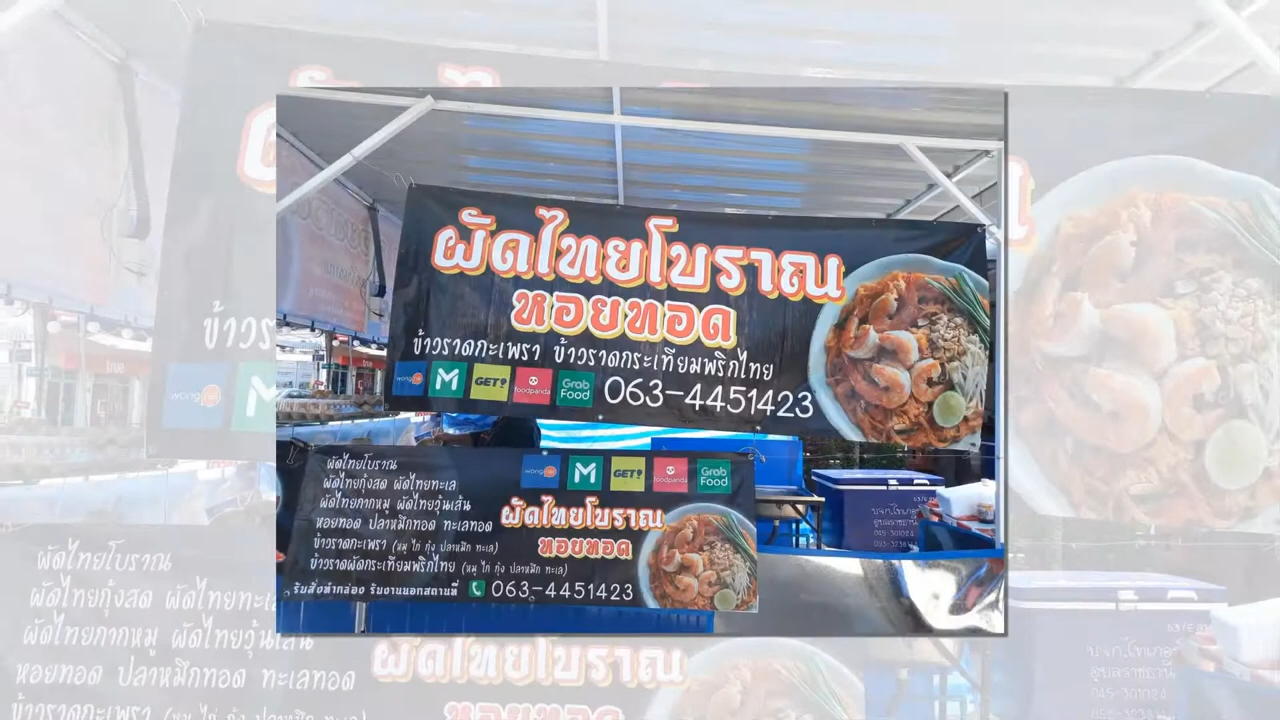 ผัดไทยโบราณ
หอยทอด
ข้าวราดกะเพรา ข้าวราดกระเทียมพริกไทย
wongnai M GET! foodpanda Grab Food 063-4451423
true
wongnai M GET! foodpanda Grab Food
ผัดไทยโบราณ
ผัดไทยกุ้งสด ผัดไทยทะเล
ผัดไทยกากหมู ผัดไทยวุ้นเส้น
หอยทอด ปลาหมึกทอด ทะเลทอด
ข้าวราดกะเพรา (หมู ไก่ กุ้ง ปลาหมึก ทะเล)
ข้าวราดผัดกระเทียมพริกไทย (หมู ไก่ กุ้ง ปลาหมึก ทะเล)
รับสั่งทำกล่อง รับงานนอกสถานที่ 063-4451423
ผัดไทยโบราณ
หอยทอด
อุบลราชธานี
045-301024